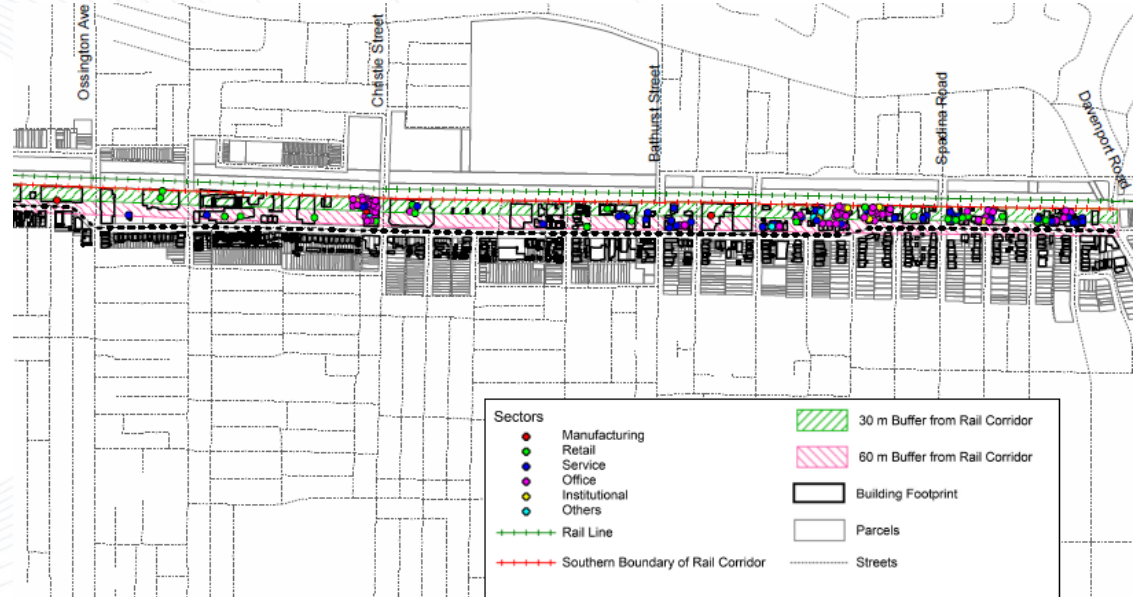 Ossington Ave
Christie Street
Bathurst Street
Spadina Road
Davenport Road
Sectors
Manufacturing
Retail
Service
Office
Institutional
Others
Rail Line
Southern Boundary of Rail Corridor
30 m Buffer from Rail Corridor
60 m Buffer from Rail Corridor
Building Footprint
Parcels
Streets